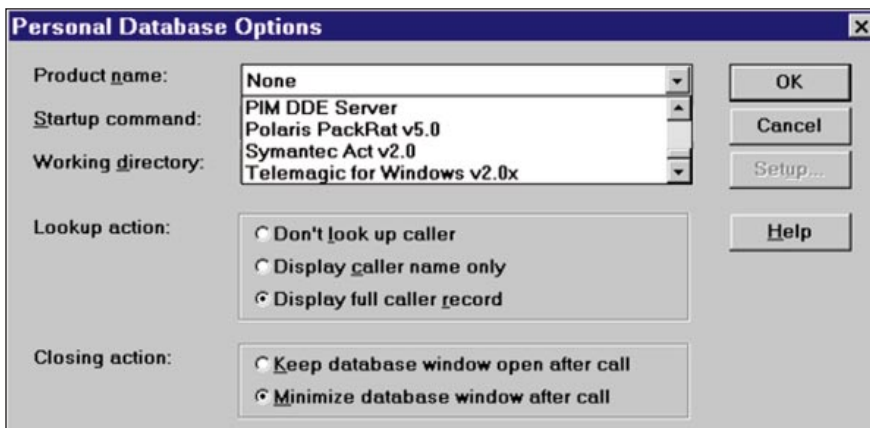 Personal Database Options
Product name:
None
OK
PIM DDE Server
Startup command:
Polaris PackRat v5.0
Cancel
Symantec Act v2.0
Working directory:
Telemagic for Windows v2.0x
Setup...
Lookup action:
Don't look up caller
Help
Display caller name only
Display full caller record
Closing action:
Keep database window open after call
Minimize database window after call